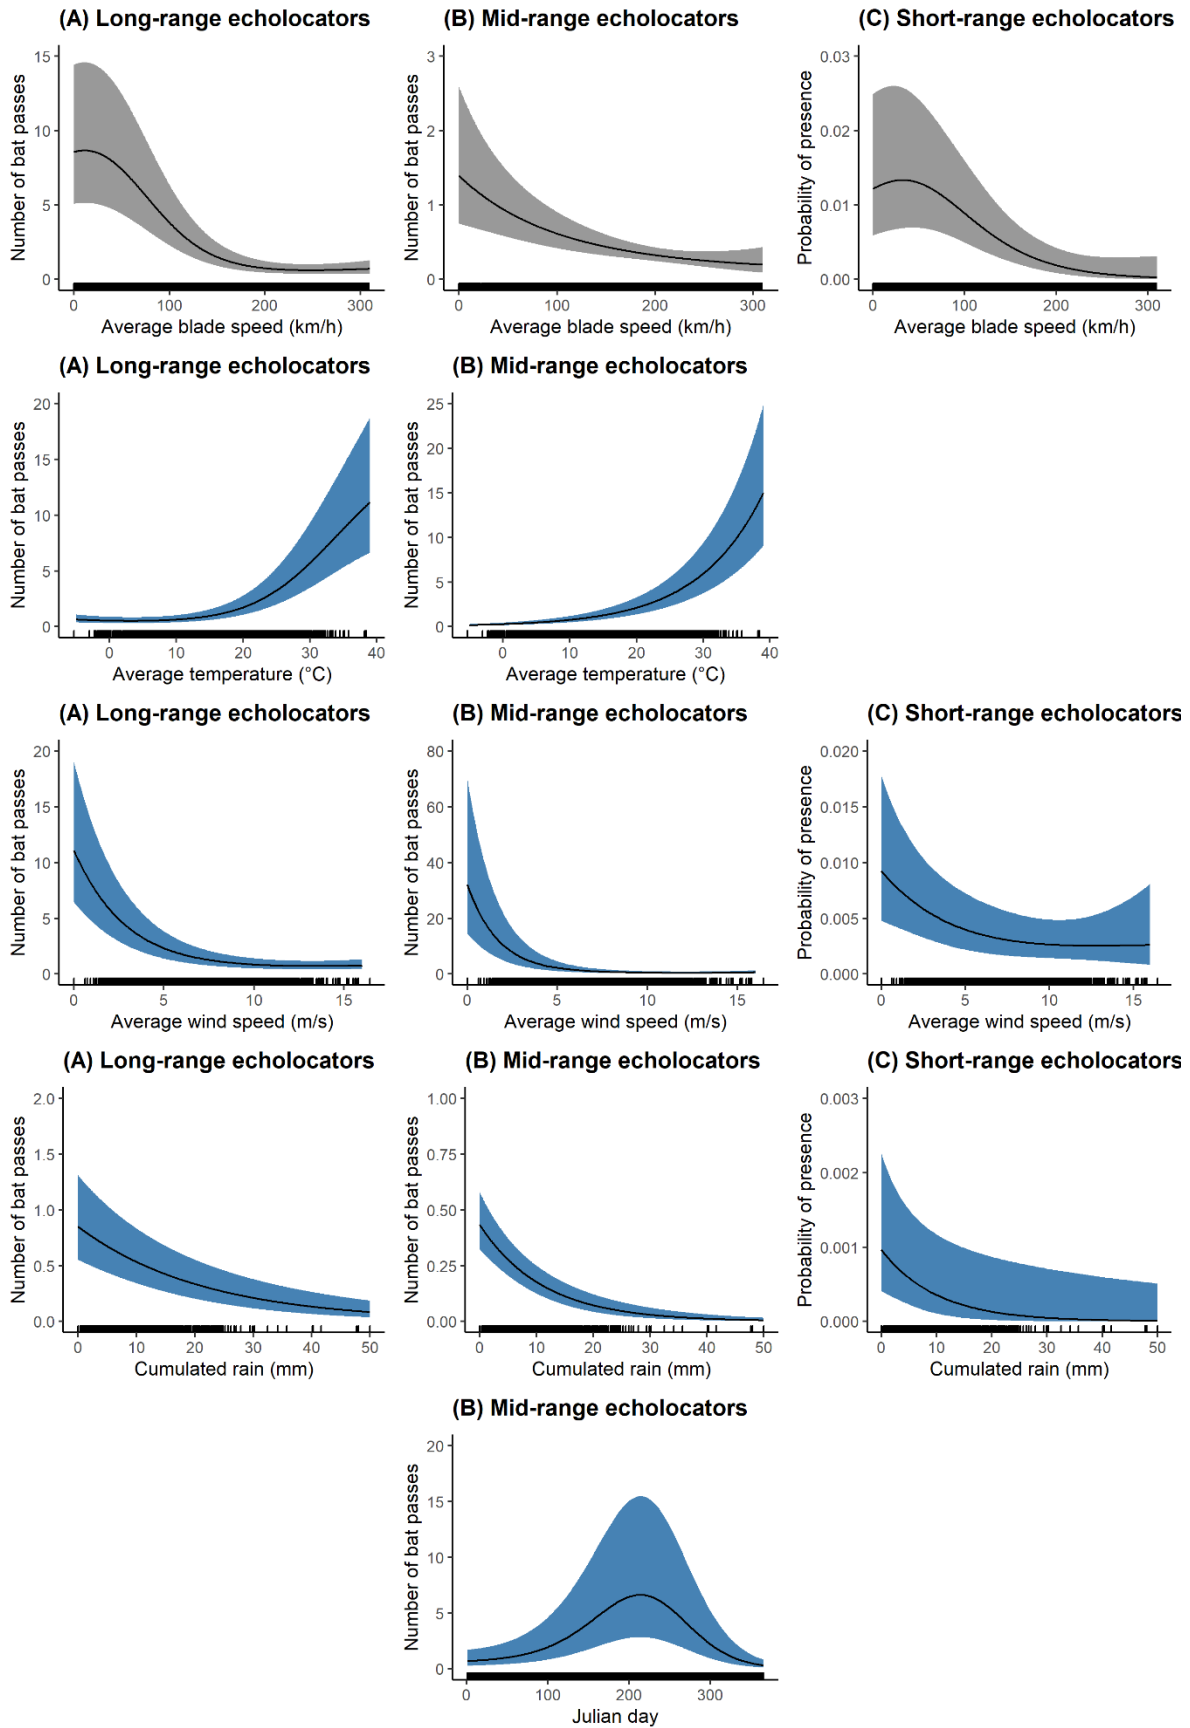 (A) Long-range echolocators
(B) Mid-range echolocators
(C) Short-range echolocators
Number of bat passes
15
10
5
0
0 100 200 300
Average blade speed (km/h)
Number of bat passes
3
2
1
0
0 100 200 300
Average blade speed (km/h)
Probability of presence
0.03
0.02
0.01
0.00
0 100 200 300
Average blade speed (km/h)
(A) Long-range echolocators
(B) Mid-range echolocators
Number of bat passes
20
15
10
5
0
0 10 20 30 40
Average temperature (°C)
Number of bat passes
25
20
15
10
5
0
0 10 20 30 40
Average temperature (°C)
(A) Long-range echolocators
(B) Mid-range echolocators
(C) Short-range echolocators
Number of bat passes
20
15
10
5
0
0 5 10 15
Average wind speed (m/s)
Number of bat passes
80
60
40
20
0
0 5 10 15
Average wind speed (m/s)
Probability of presence
0.020
0.015
0.010
0.005
0.000
0 5 10 15
Average wind speed (m/s)
(A) Long-range echolocators
(B) Mid-range echolocators
(C) Short-range echolocators
Number of bat passes
2.0
1.5
1.0
0.5
0.0
0 10 20 30 40 50
Cumulated rain (mm)
Number of bat passes
1.00
0.75
0.50
0.25
0.00
0 10 20 30 40 50
Cumulated rain (mm)
Probability of presence
0.003
0.002
0.001
0.000
0 10 20 30 40 50
Cumulated rain (mm)
(B) Mid-range echolocators
Number of bat passes
20
15
10
5
0
0 100 200 300
Julian day